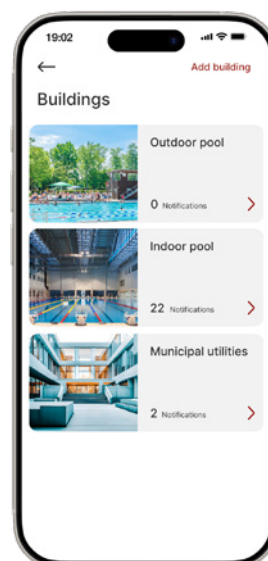 19:02
Add building
Buildings
Outdoor pool
0 Notifications
Indoor pool
22 Notifications
Municipal utilities
2 Notifications